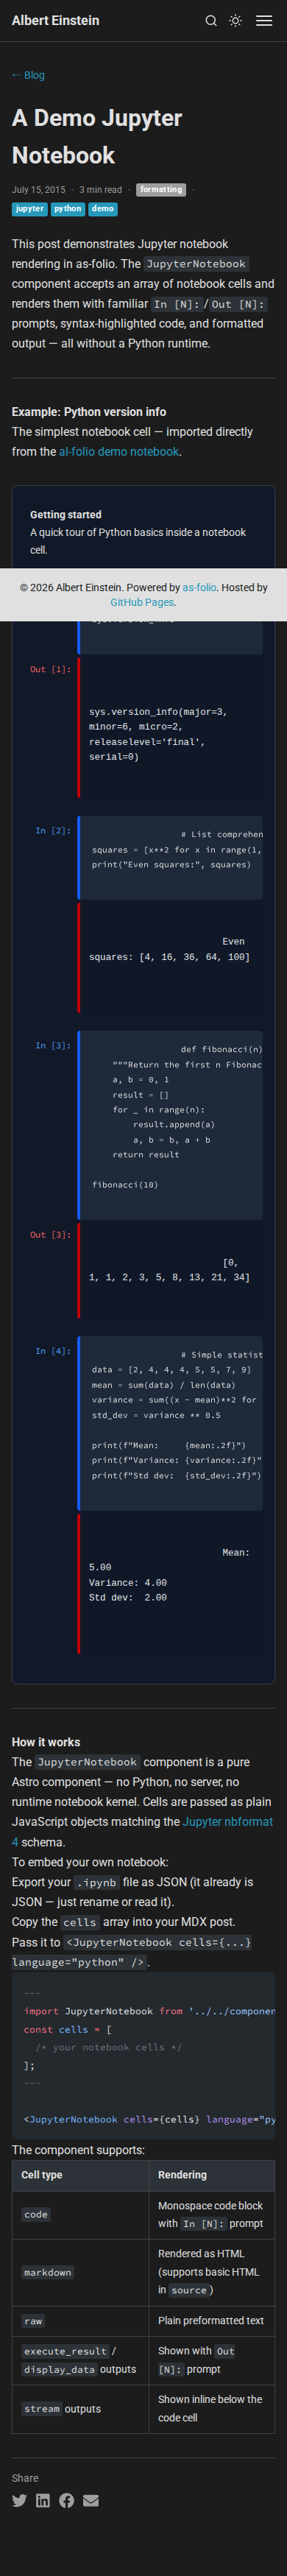 Albert Einstein
← Blog
A Demo Jupyter
Notebook
July 15, 2015 · 3 min read · formatting ·
jupyter python demo
This post demonstrates Jupyter notebook
rendering in as-folio. The JupyterNotebook
component accepts an array of notebook cells and
renders them with familiar In [N]: / Out [N]:
prompts, syntax-highlighted code, and formatted
output — all without a Python runtime.
Example: Python version info
The simplest notebook cell — imported directly
from the al-folio demo notebook.
Getting started
A quick tour of Python basics inside a notebook
cell.
© 2026 Albert Einstein. Powered by as-folio. Hosted by
GitHub Pages.
Out [1]:
sys.version_info(major=3,
minor=6, micro=2,
releaselevel='final',
serial=0)
In [2]:
# List comprehen
squares = [x**2 for x in range(1,
print("Even squares:", squares)
Even
squares: [4, 16, 36, 64, 100]
In [3]:
def fibonacci(n)
"""Return the first n Fibonac
a, b = 0, 1
result = []
for _ in range(n):
result.append(a)
a, b = b, a + b
return result
fibonacci(10)
Out [3]:
[0,
1, 1, 2, 3, 5, 8, 13, 21, 34]
In [4]:
# Simple statist
data = [2, 4, 4, 4, 5, 5, 7, 9]
mean = sum(data) / len(data)
variance = sum((x - mean)**2 for
std_dev = variance ** 0.5
print(f"Mean:     {mean:.2f}")
print(f"Variance: {variance:.2f}"
print(f"Std dev:  {std_dev:.2f}")
Mean:
5.00
Variance: 4.00
Std dev:  2.00
How it works
The JupyterNotebook component is a pure
Astro component — no Python, no server, no
runtime notebook kernel. Cells are passed as plain
JavaScript objects matching the Jupyter nbformat
4 schema.
To embed your own notebook:
Export your .ipynb file as JSON (it already is
JSON — just rename or read it).
Copy the cells array into your MDX post.
Pass it to <JupyterNotebook cells={...}
language="python" />.
---
import JupyterNotebook from '../../componen
const cells = [
/* your notebook cells */
];
---
<JupyterNotebook cells={cells} language="py
The component supports:
Cell type Rendering
code Monospace code block
with In [N]: prompt
markdown Rendered as HTML
(supports basic HTML
in source)
raw Plain preformatted text
execute_result / Shown with Out
display_data outputs [N]: prompt
stream outputs Shown inline below the
code cell
Share